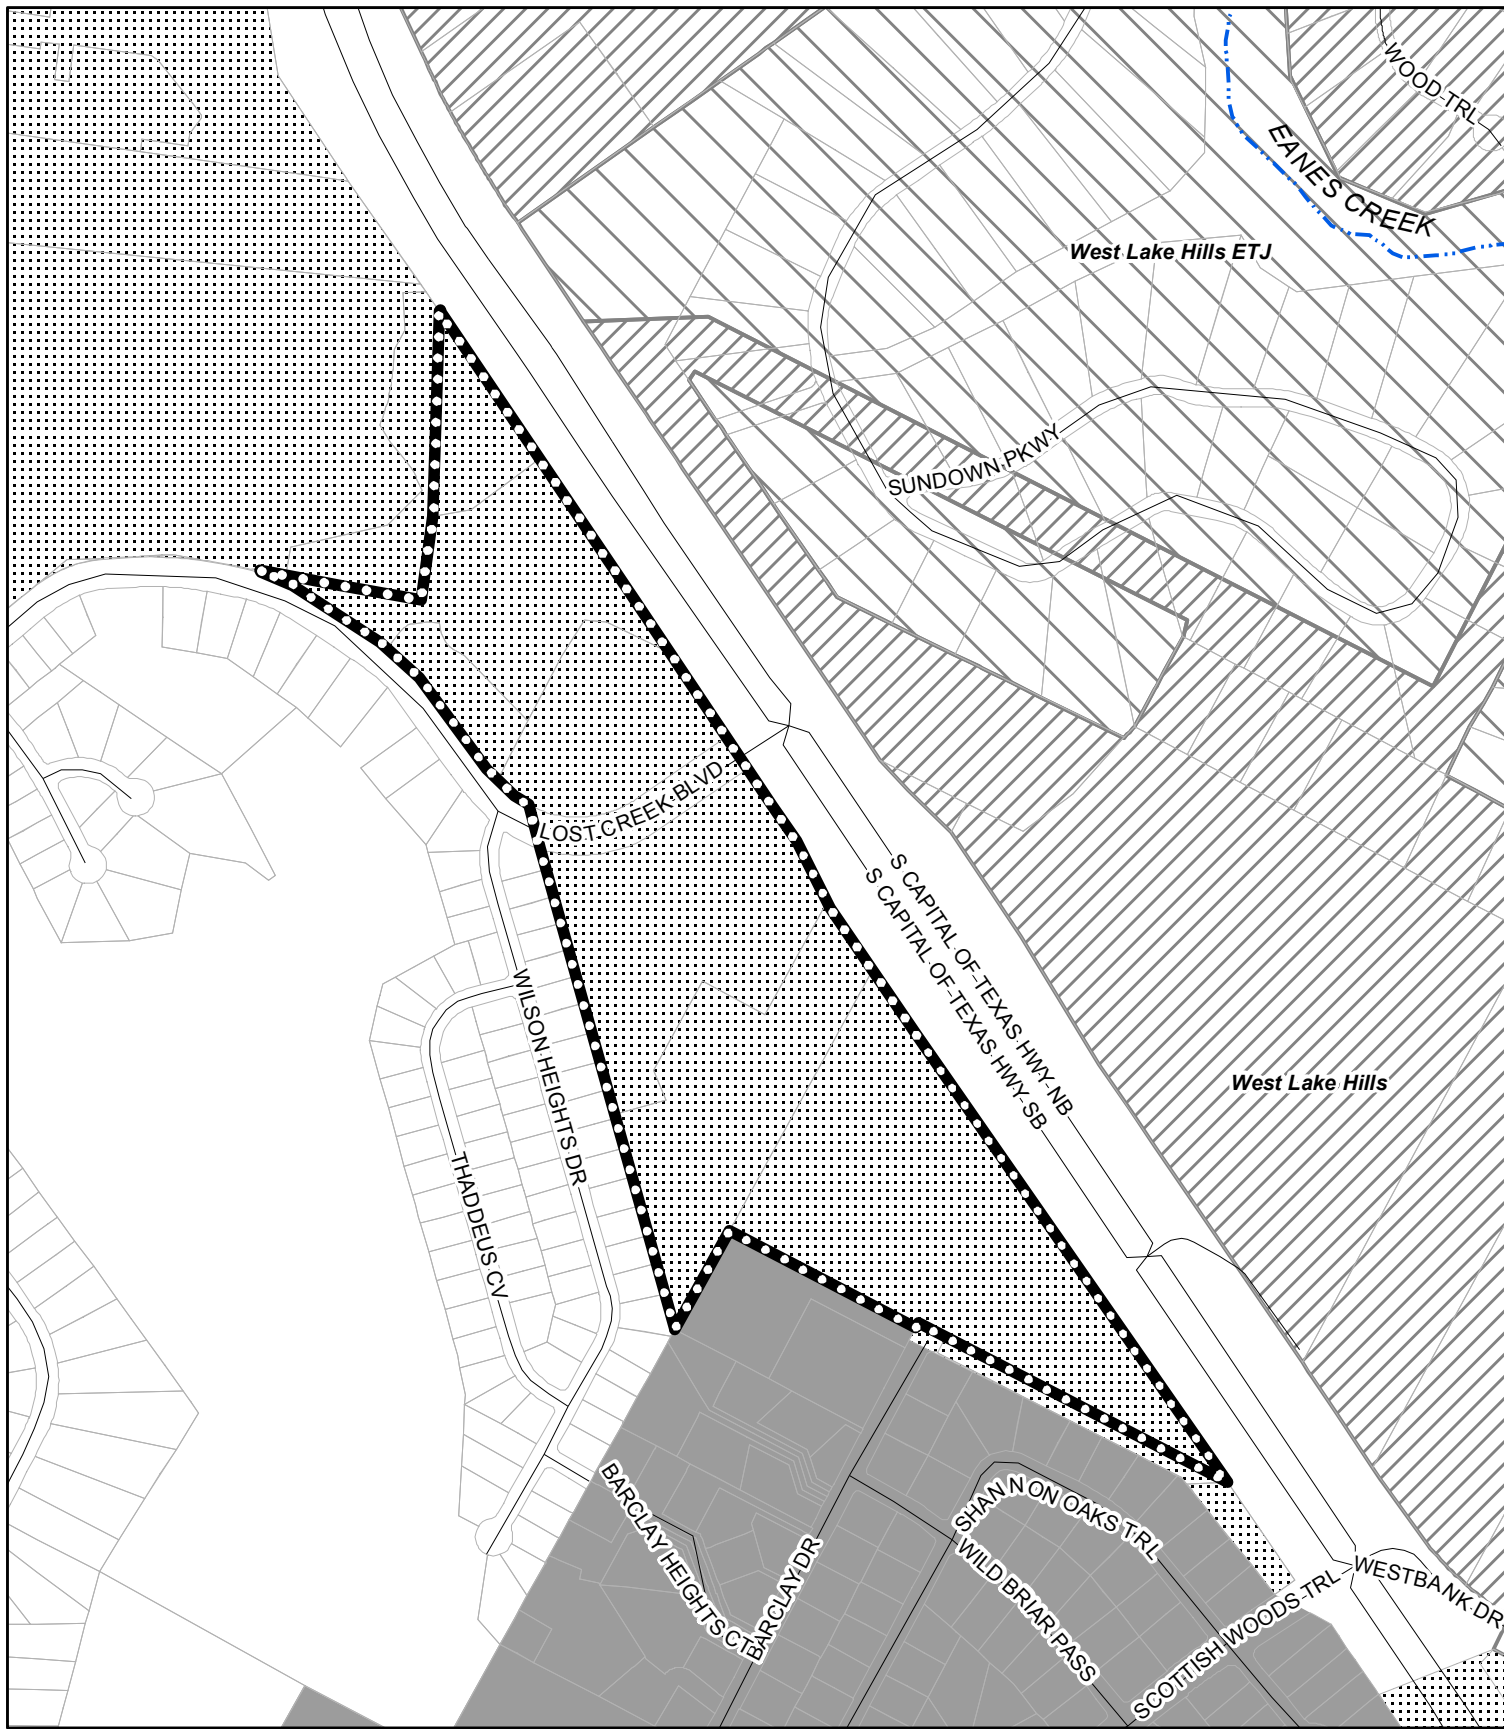 WOOD TRL
EANES CREEK
West Lake Hills ETJ
SUNDOWN PKWY
LOST CREEK BLVD
S CAPITAL OF TEXAS HWY NB
S CAPITAL OF TEXAS HWY SB
WILSON HEIGHTS DR
West Lake Hills
THADDEUS CV
SHANNON OAKS TRL
BARCLAY HEIGHTS CT
BARCLAY DR
WILD BRIAR PASS
SCOTTISH WOODS TRL
WESTBANK DR